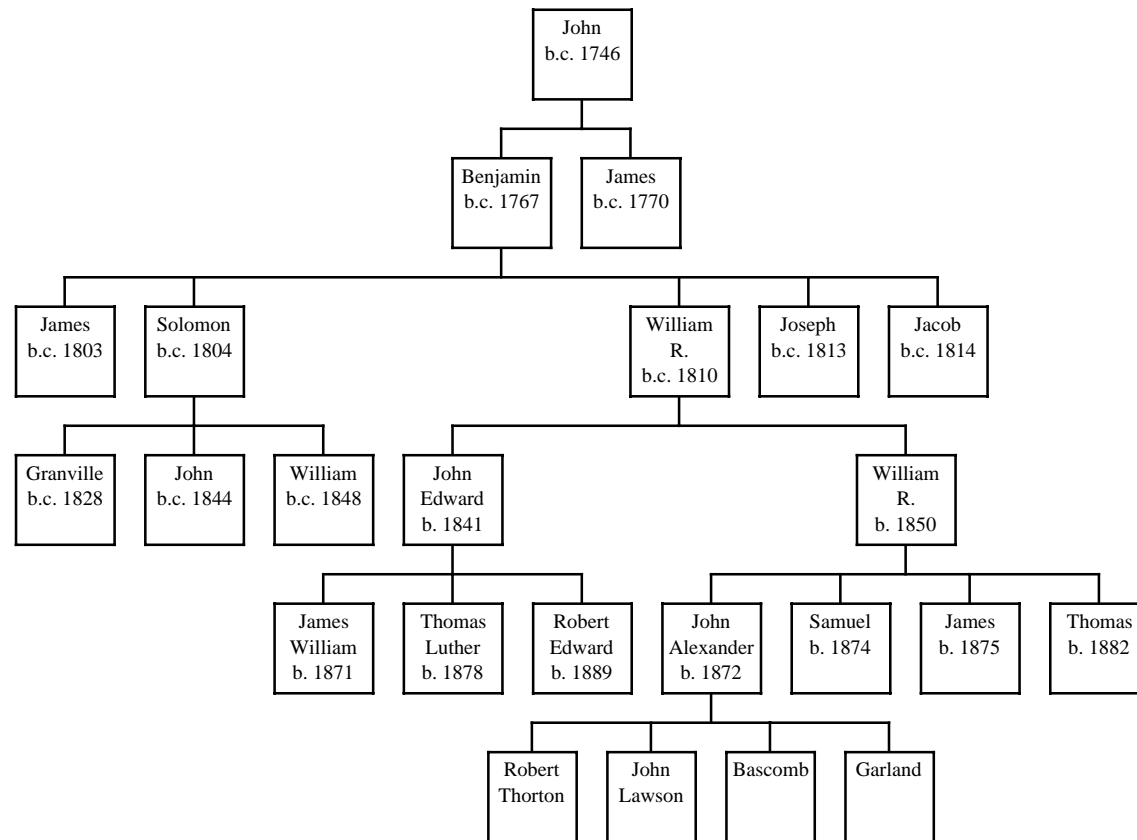 John
b.c. 1746
Benjamin
b.c. 1767
James
b.c. 1770
James
b.c. 1803
Solomon
b.c. 1804
William
R.
b.c. 1810
Joseph
b.c. 1813
Jacob
b.c. 1814
Granville
b.c. 1828
John
b.c. 1844
William
b.c. 1848
John
Edward
b. 1841
William
R.
b. 1850
James
William
b. 1871
Thomas
Luther
b. 1878
Robert
Edward
b. 1889
John
Alexander
b. 1872
Samuel
b. 1874
James
b. 1875
Thomas
b. 1882
Robert
Thorton
John
Lawson
Bascomb
Garland